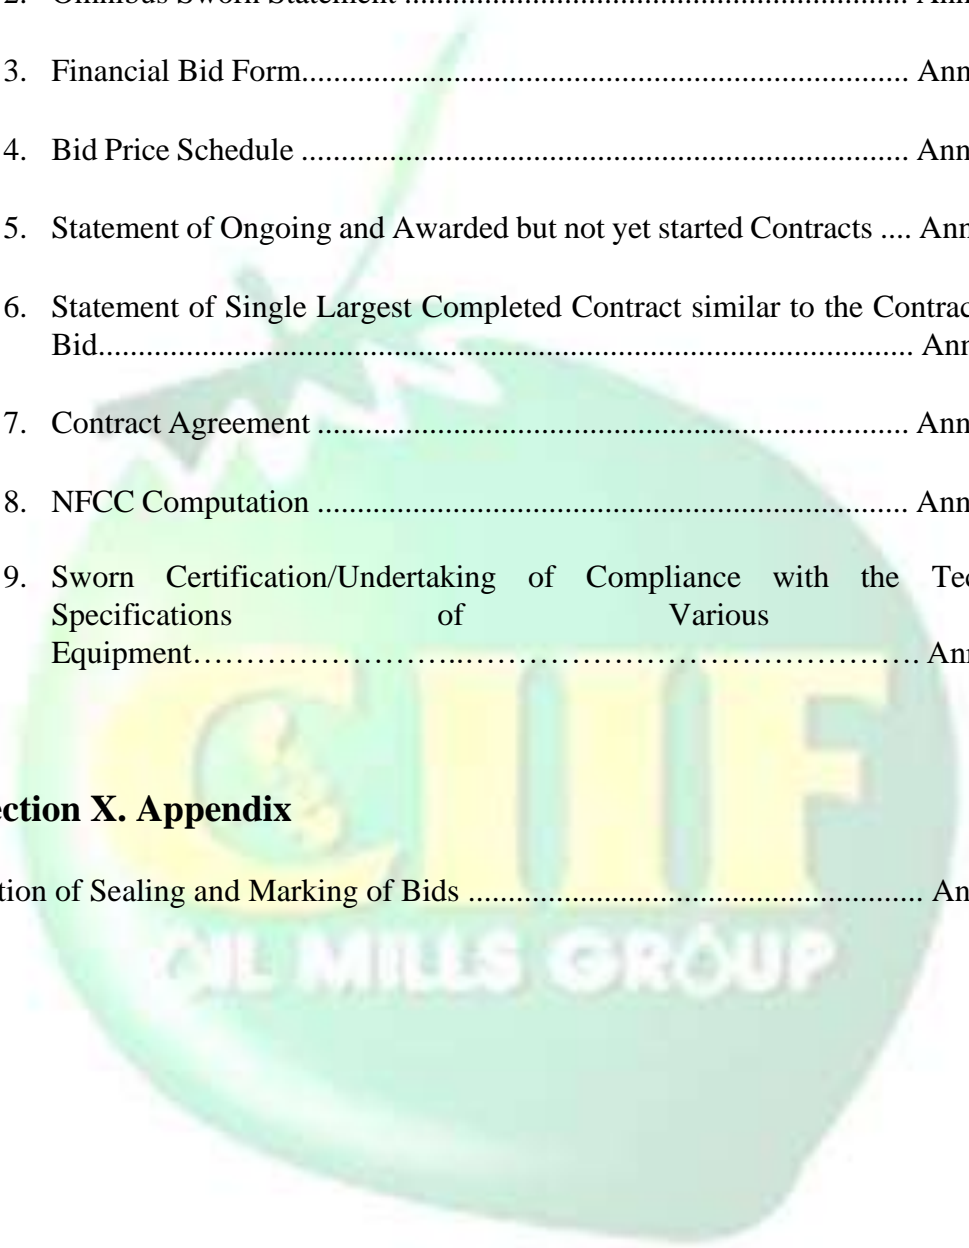 2. Omnibus Sworn Statement ................................................................ Ann
3. Financial Bid Form............................................................................ Ann
4. Bid Price Schedule ............................................................................ Ann
5. Statement of Ongoing and Awarded but not yet started Contracts .... Ann
6. Statement of Single Largest Completed Contract similar to the Contrac
Bid...................................................................................................... Ann
7. Contract Agreement .......................................................................... Ann
8. NFCC Computation .......................................................................... Ann
9. Sworn Certification/Undertaking of Compliance with the Tec
Specifications of Various
Equipment……………………..……………………………………. Ann
ection X. Appendix
tion of Sealing and Marking of Bids ......................................................... An
CIIF
OIL MILLS GROUP